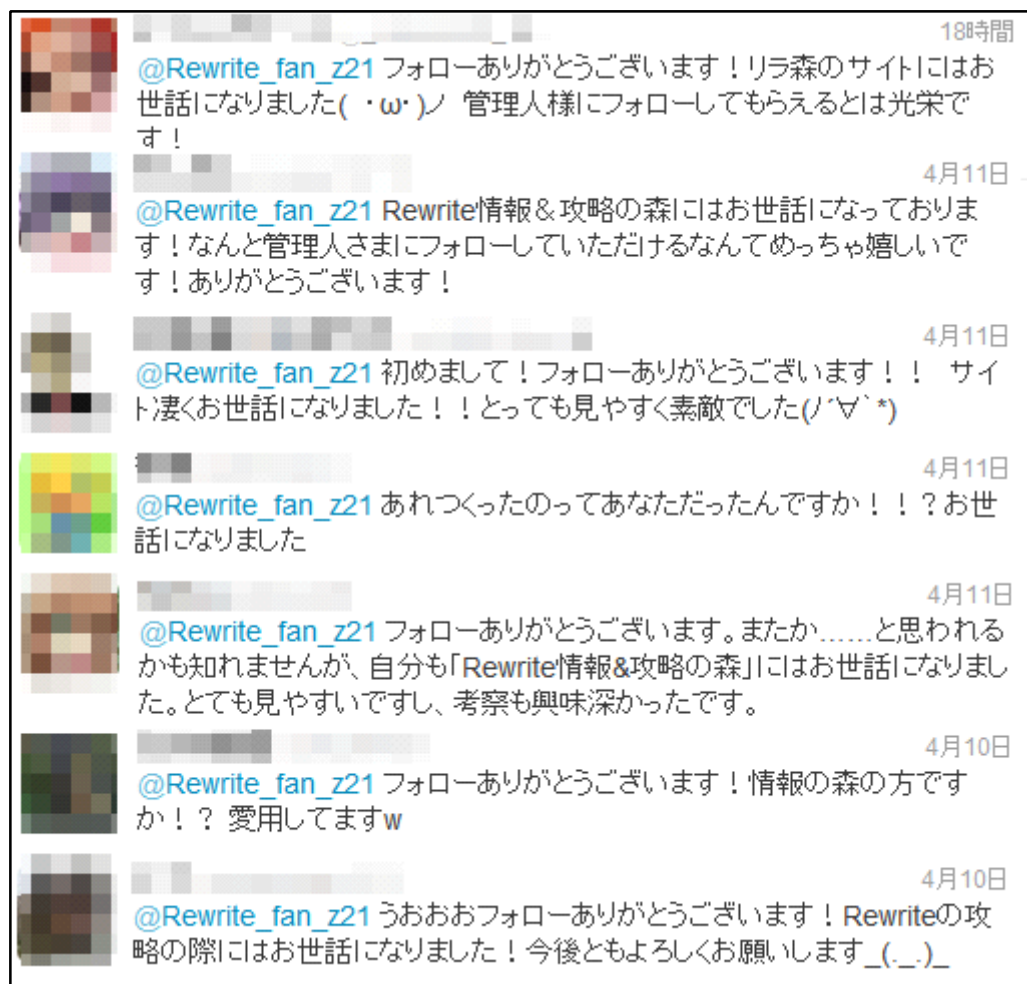 18時間
@Rewrite_fan_z21 フォローありがとうございます！リラ森のサイトにはお
世話になりました(　・ω・)ノ　管理人様にフォローしてもらえるとは光栄で
す！
4月11日
@Rewrite_fan_z21 Rewrite情報＆攻略の森にはお世話になっておりま
す！なんと管理人さまにフォローしていただけるなんてめっちゃ嬉しいで
す！ありがとうございます！
4月11日
@Rewrite_fan_z21 初めまして！フォローありがとうございます！！　サイ
ト凄くお世話になりました！！とっても見やすく素敵でした(ノ´∀｀*)
4月11日
@Rewrite_fan_z21 あれつくったのってあなただったんですか！！？お世
話になりました
4月11日
@Rewrite_fan_z21 フォローありがとうございます。またか……と思われる
かも知れませんが、自分も「Rewrite情報&攻略の森」にはお世話になりまし
た。とても見やすいですし、考察も興味深かったです。
4月10日
@Rewrite_fan_z21 フォローありがとうございます！情報の森の方です
か！？ 愛用してますw
4月10日
@Rewrite_fan_z21 うおおおフォローありがとうございます！Rewriteの攻
略の際にはお世話になりました！今後ともよろしくお願いします_(._.)_